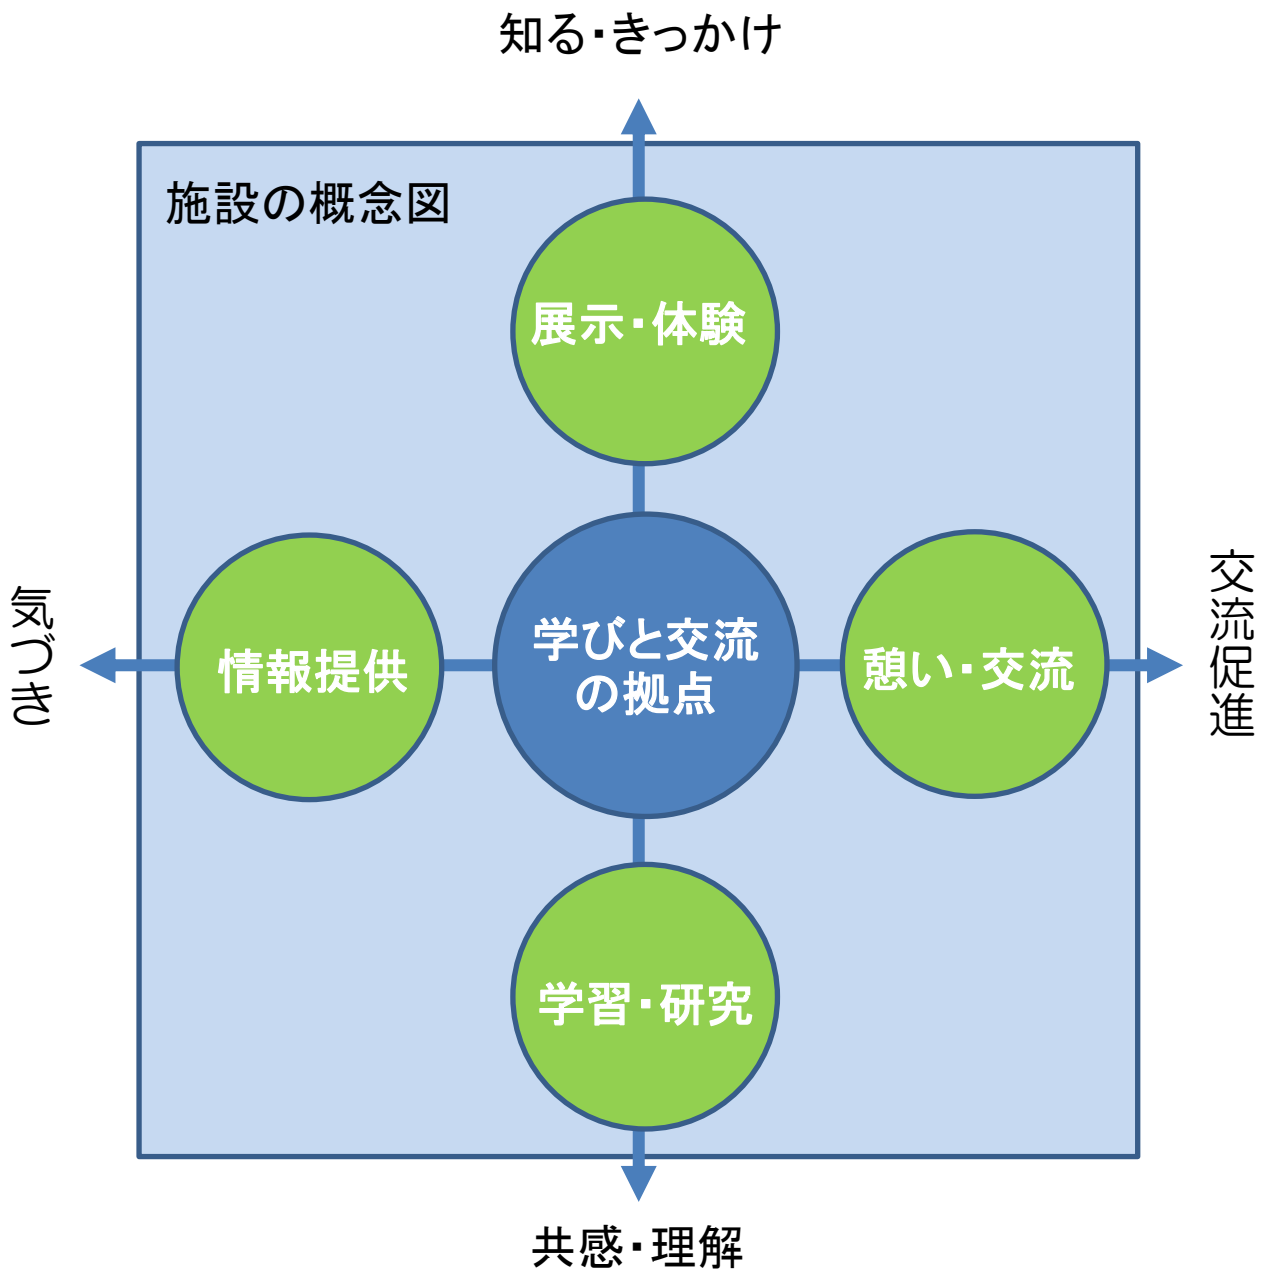 知る・きっかけ
施設の概念図
展示・体験
気づき
情報提供
学びと交流
の拠点
憩い・交流
交流促進
学習・研究
共感・理解